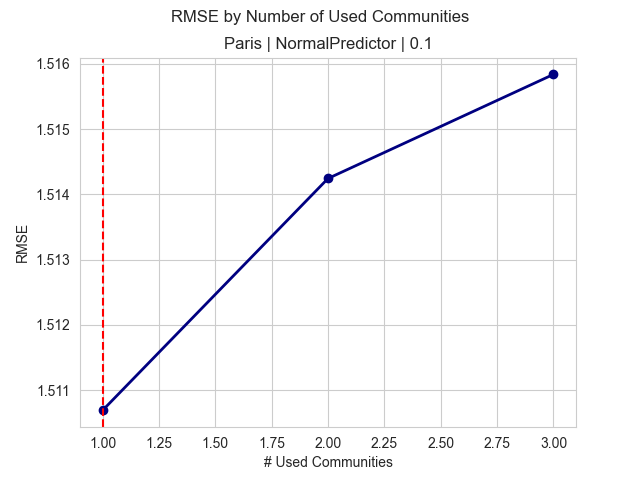 RMSE by Number of Used Communities
Paris | NormalPredictor | 0.1
1.516
1.515
1.514
1.513
1.512
1.511
RMSE
1.00 1.25 1.50 1.75 2.00 2.25 2.50 2.75 3.00
# Used Communities